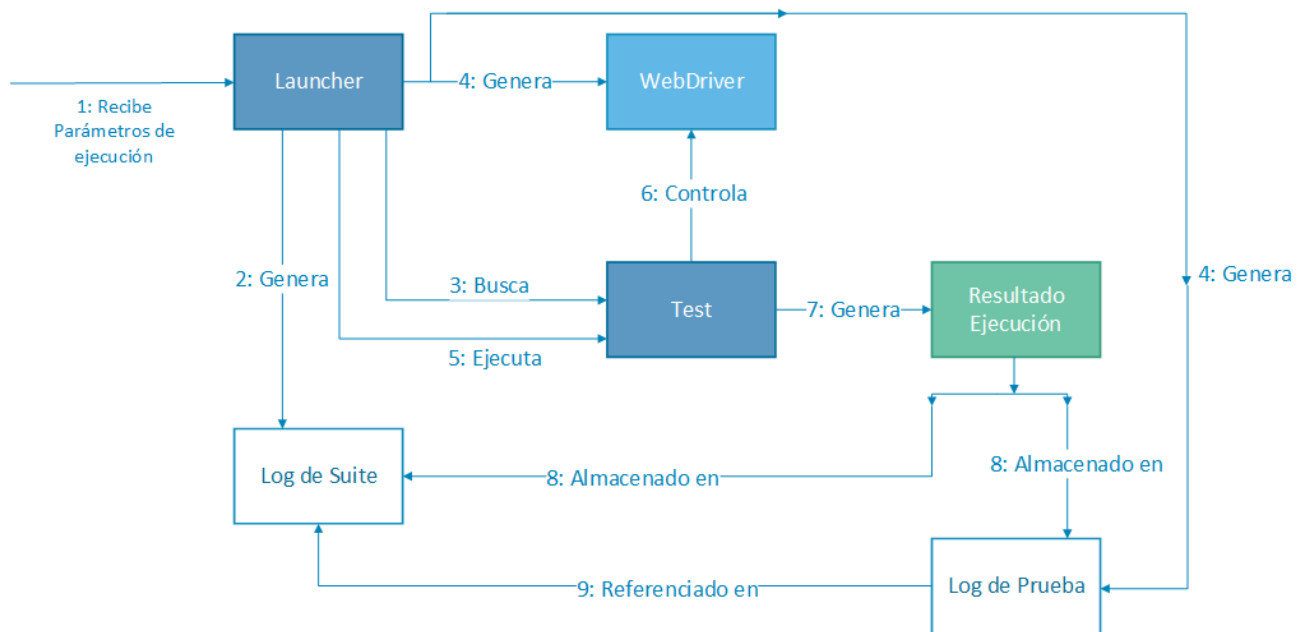 Launcher
4: Genera
WebDriver
1: Recibe
Parámetros de
ejecución
6: Controla
2: Genera
3: Busca
Test
7: Genera
Resultado
Ejecución
4: Genera
5: Ejecuta
Log de Suite
8: Almacenado en
8: Almacenado en
9: Referenciado en
Log de Prueba